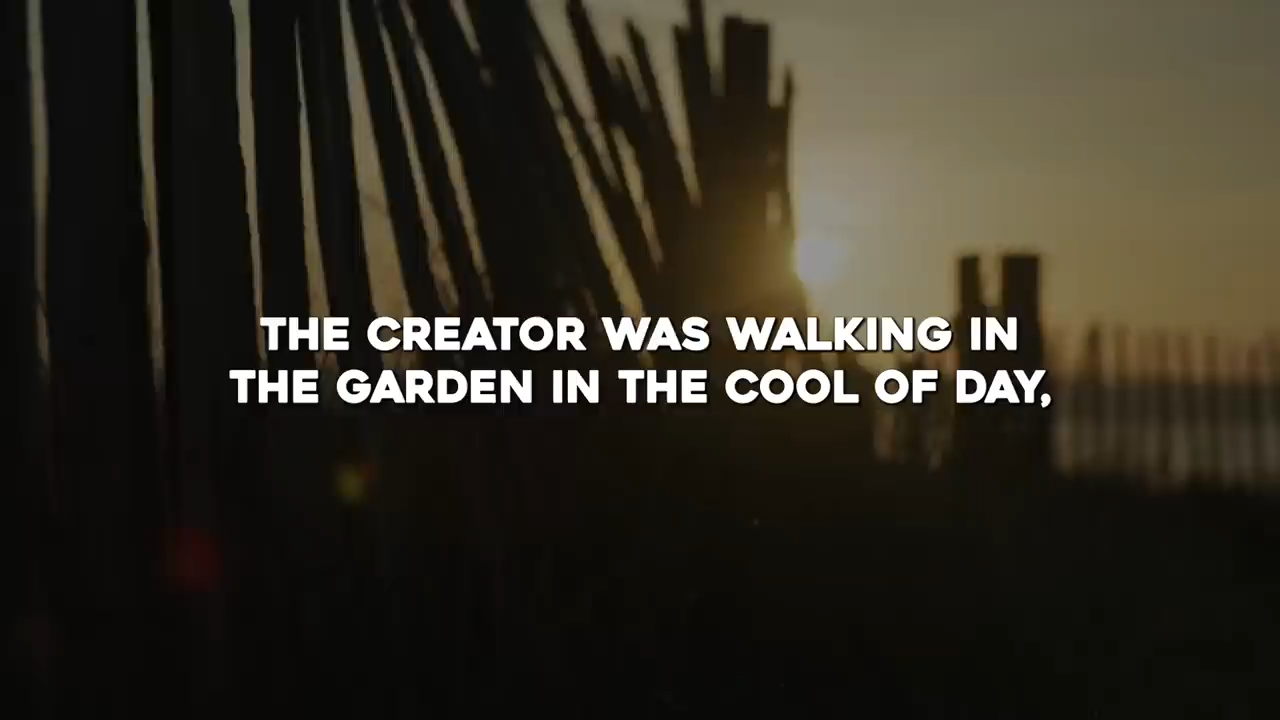 THE CREATOR WAS WALKING IN
THE GARDEN IN THE COOL OF DAY,